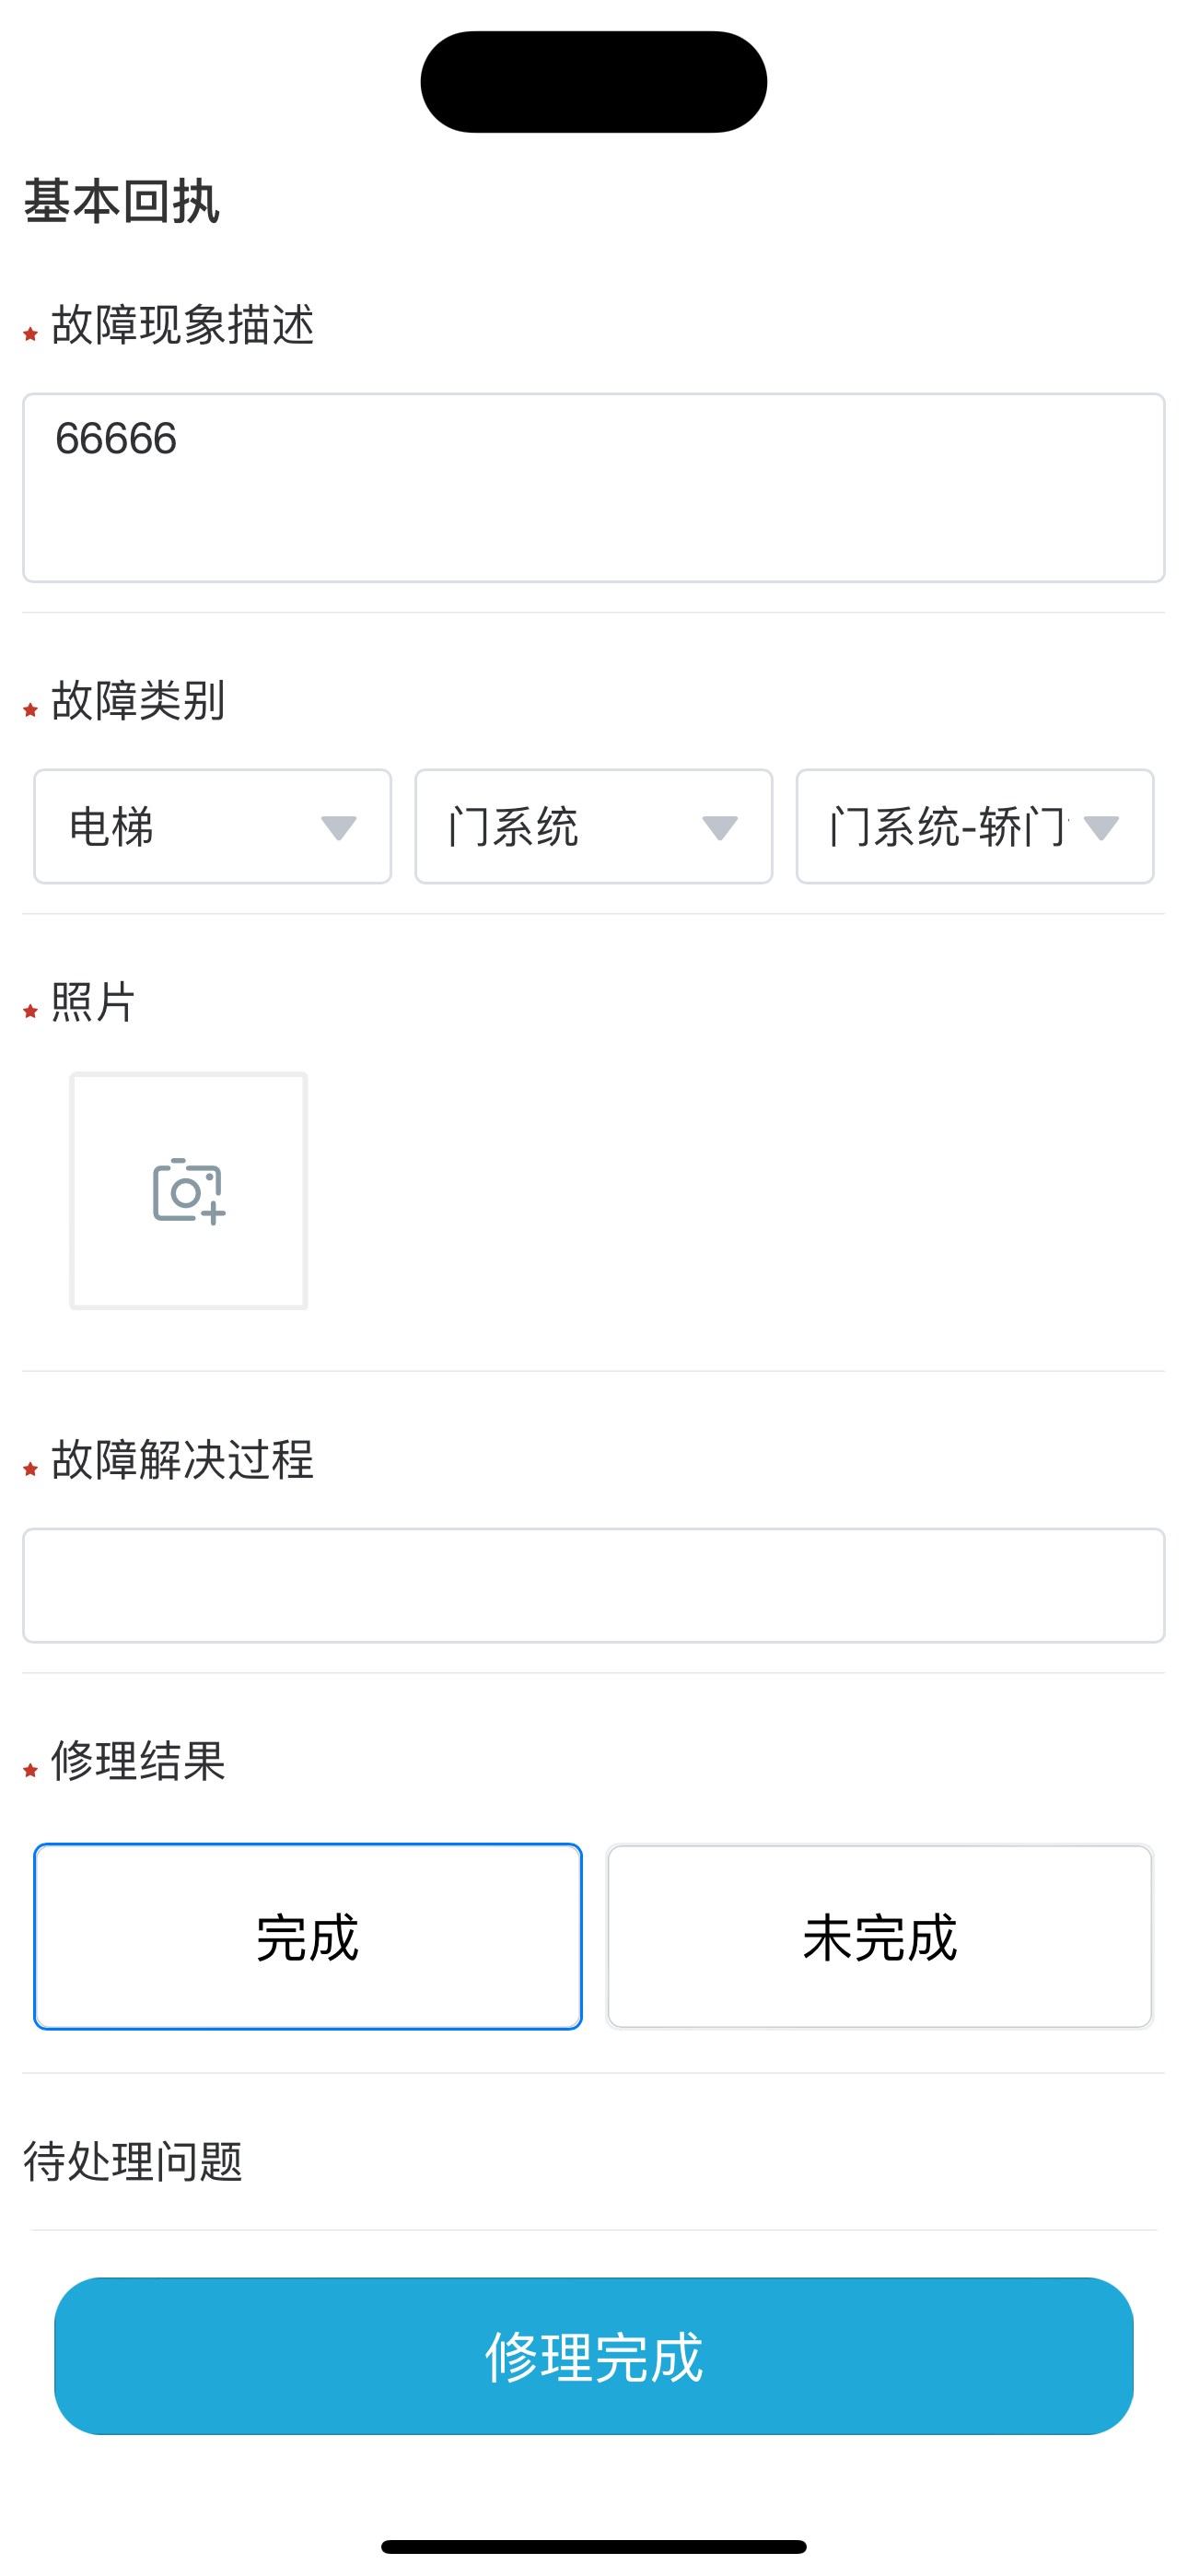 基本回执
故障现象描述
66666
故障类别
电梯 门系统 门系统-轿门
照片
故障解决过程
修理结果
完成 未完成
待处理问题
修理完成